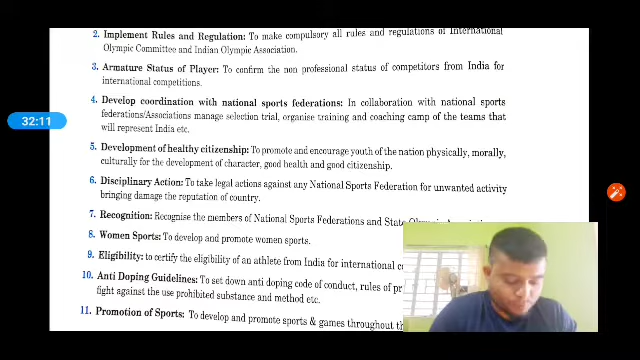 2. Implement Rules and Regulation: To make compulsory all rules and regulations of International
Olympic Committee and Indian Olympic Association.
3. Armature Status of Player: To confirm the non professional status of competitors from India for
international competitions.
4. Develop coordination with national sports federations: In collaboration with national sports
federations/Associations manage selection trial, organise training and coaching camp of the teams that
will represent India etc.
32:11
5. Development of healthy citizenship: To promote and encourage youth of the nation physically, morally,
culturally for the development of character, good health and good citizenship.
6. Disciplinary Action: To take legal actions against any National Sports Federation for unwanted activity
bringing damage the reputation of country.
7. Recognition: Recognise the members of National Sports Federations and State Olympic
8. Women Sports: To develop and promote women sports.
9. Eligibility: to certify the eligibility of an athlete from India for international
10. Anti Doping Guidelines: To set down anti doping code of conduct, rules of
fight against the use prohibited substance and method etc.
11. Promotion of Sports: To develop and promote sports & games throughout